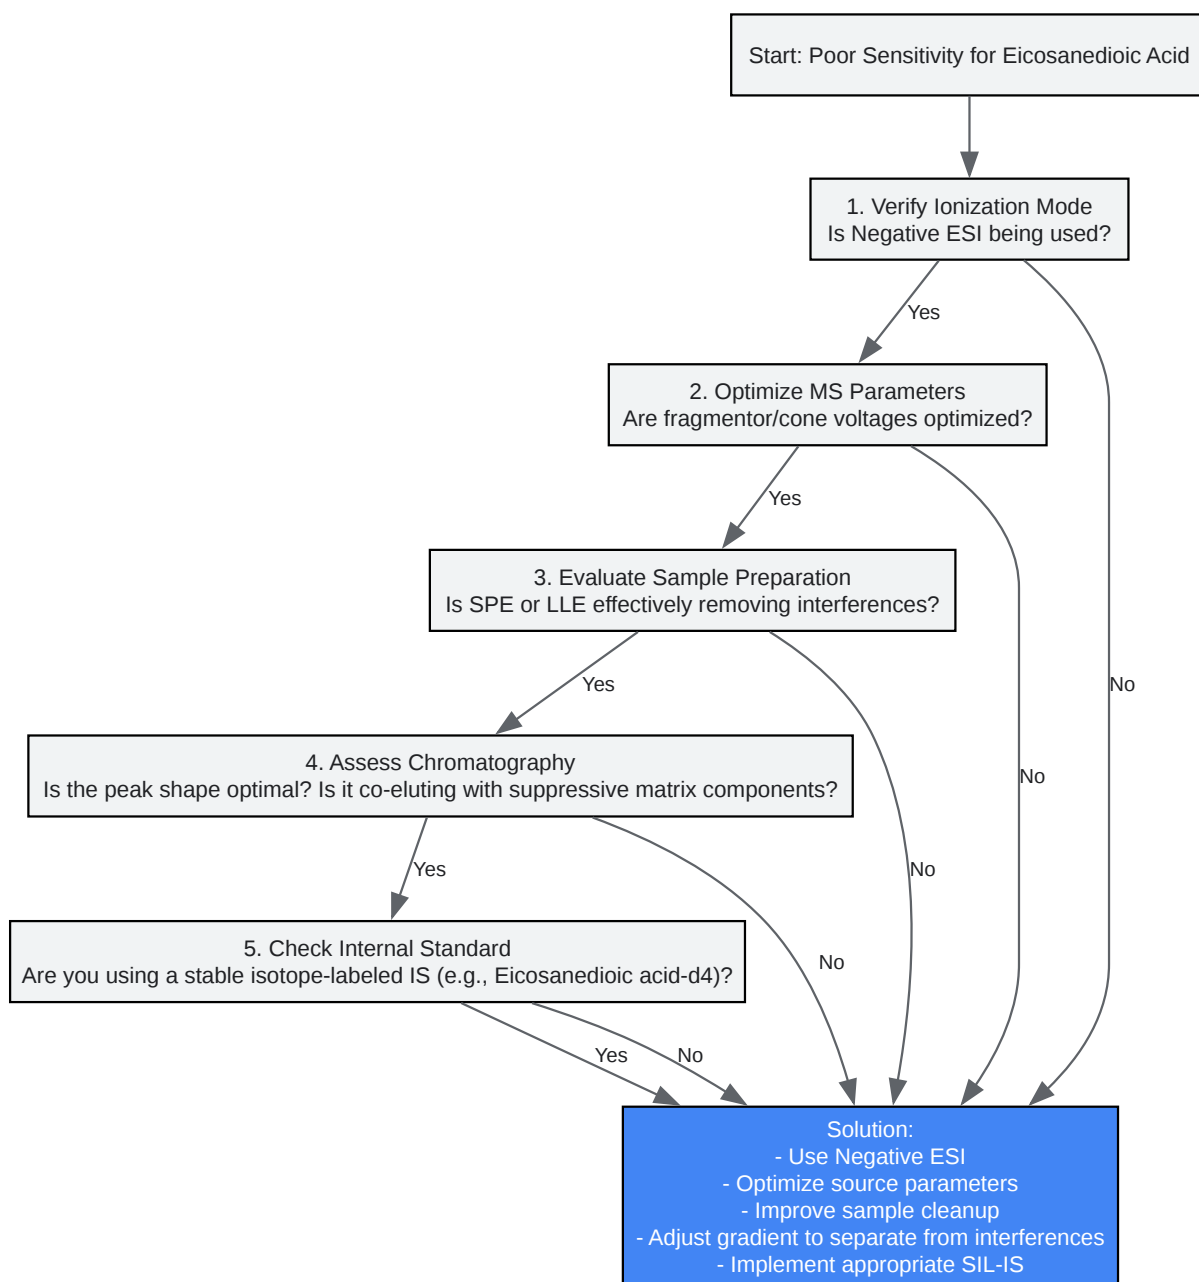 Start: Poor Sensitivity for Eicosanedioic Acid
1. Verify Ionization Mode
Is Negative ESI being used?
Yes
2. Optimize MS Parameters
Are fragmentor/cone voltages optimized?
Yes
3. Evaluate Sample Preparation
Is SPE or LLE effectively removing interferences?
Yes
No
4. Assess Chromatography
Is the peak shape optimal? Is it co-eluting with suppressive matrix components?
No
Yes
No
5. Check Internal Standard
Are you using a stable isotope-labeled IS (e.g., Eicosanedioic acid-d4)?
No
Yes
No
Solution:
- Use Negative ESI
- Optimize source parameters
- Improve sample cleanup
- Adjust gradient to separate from interferences
- Implement appropriate SIL-IS